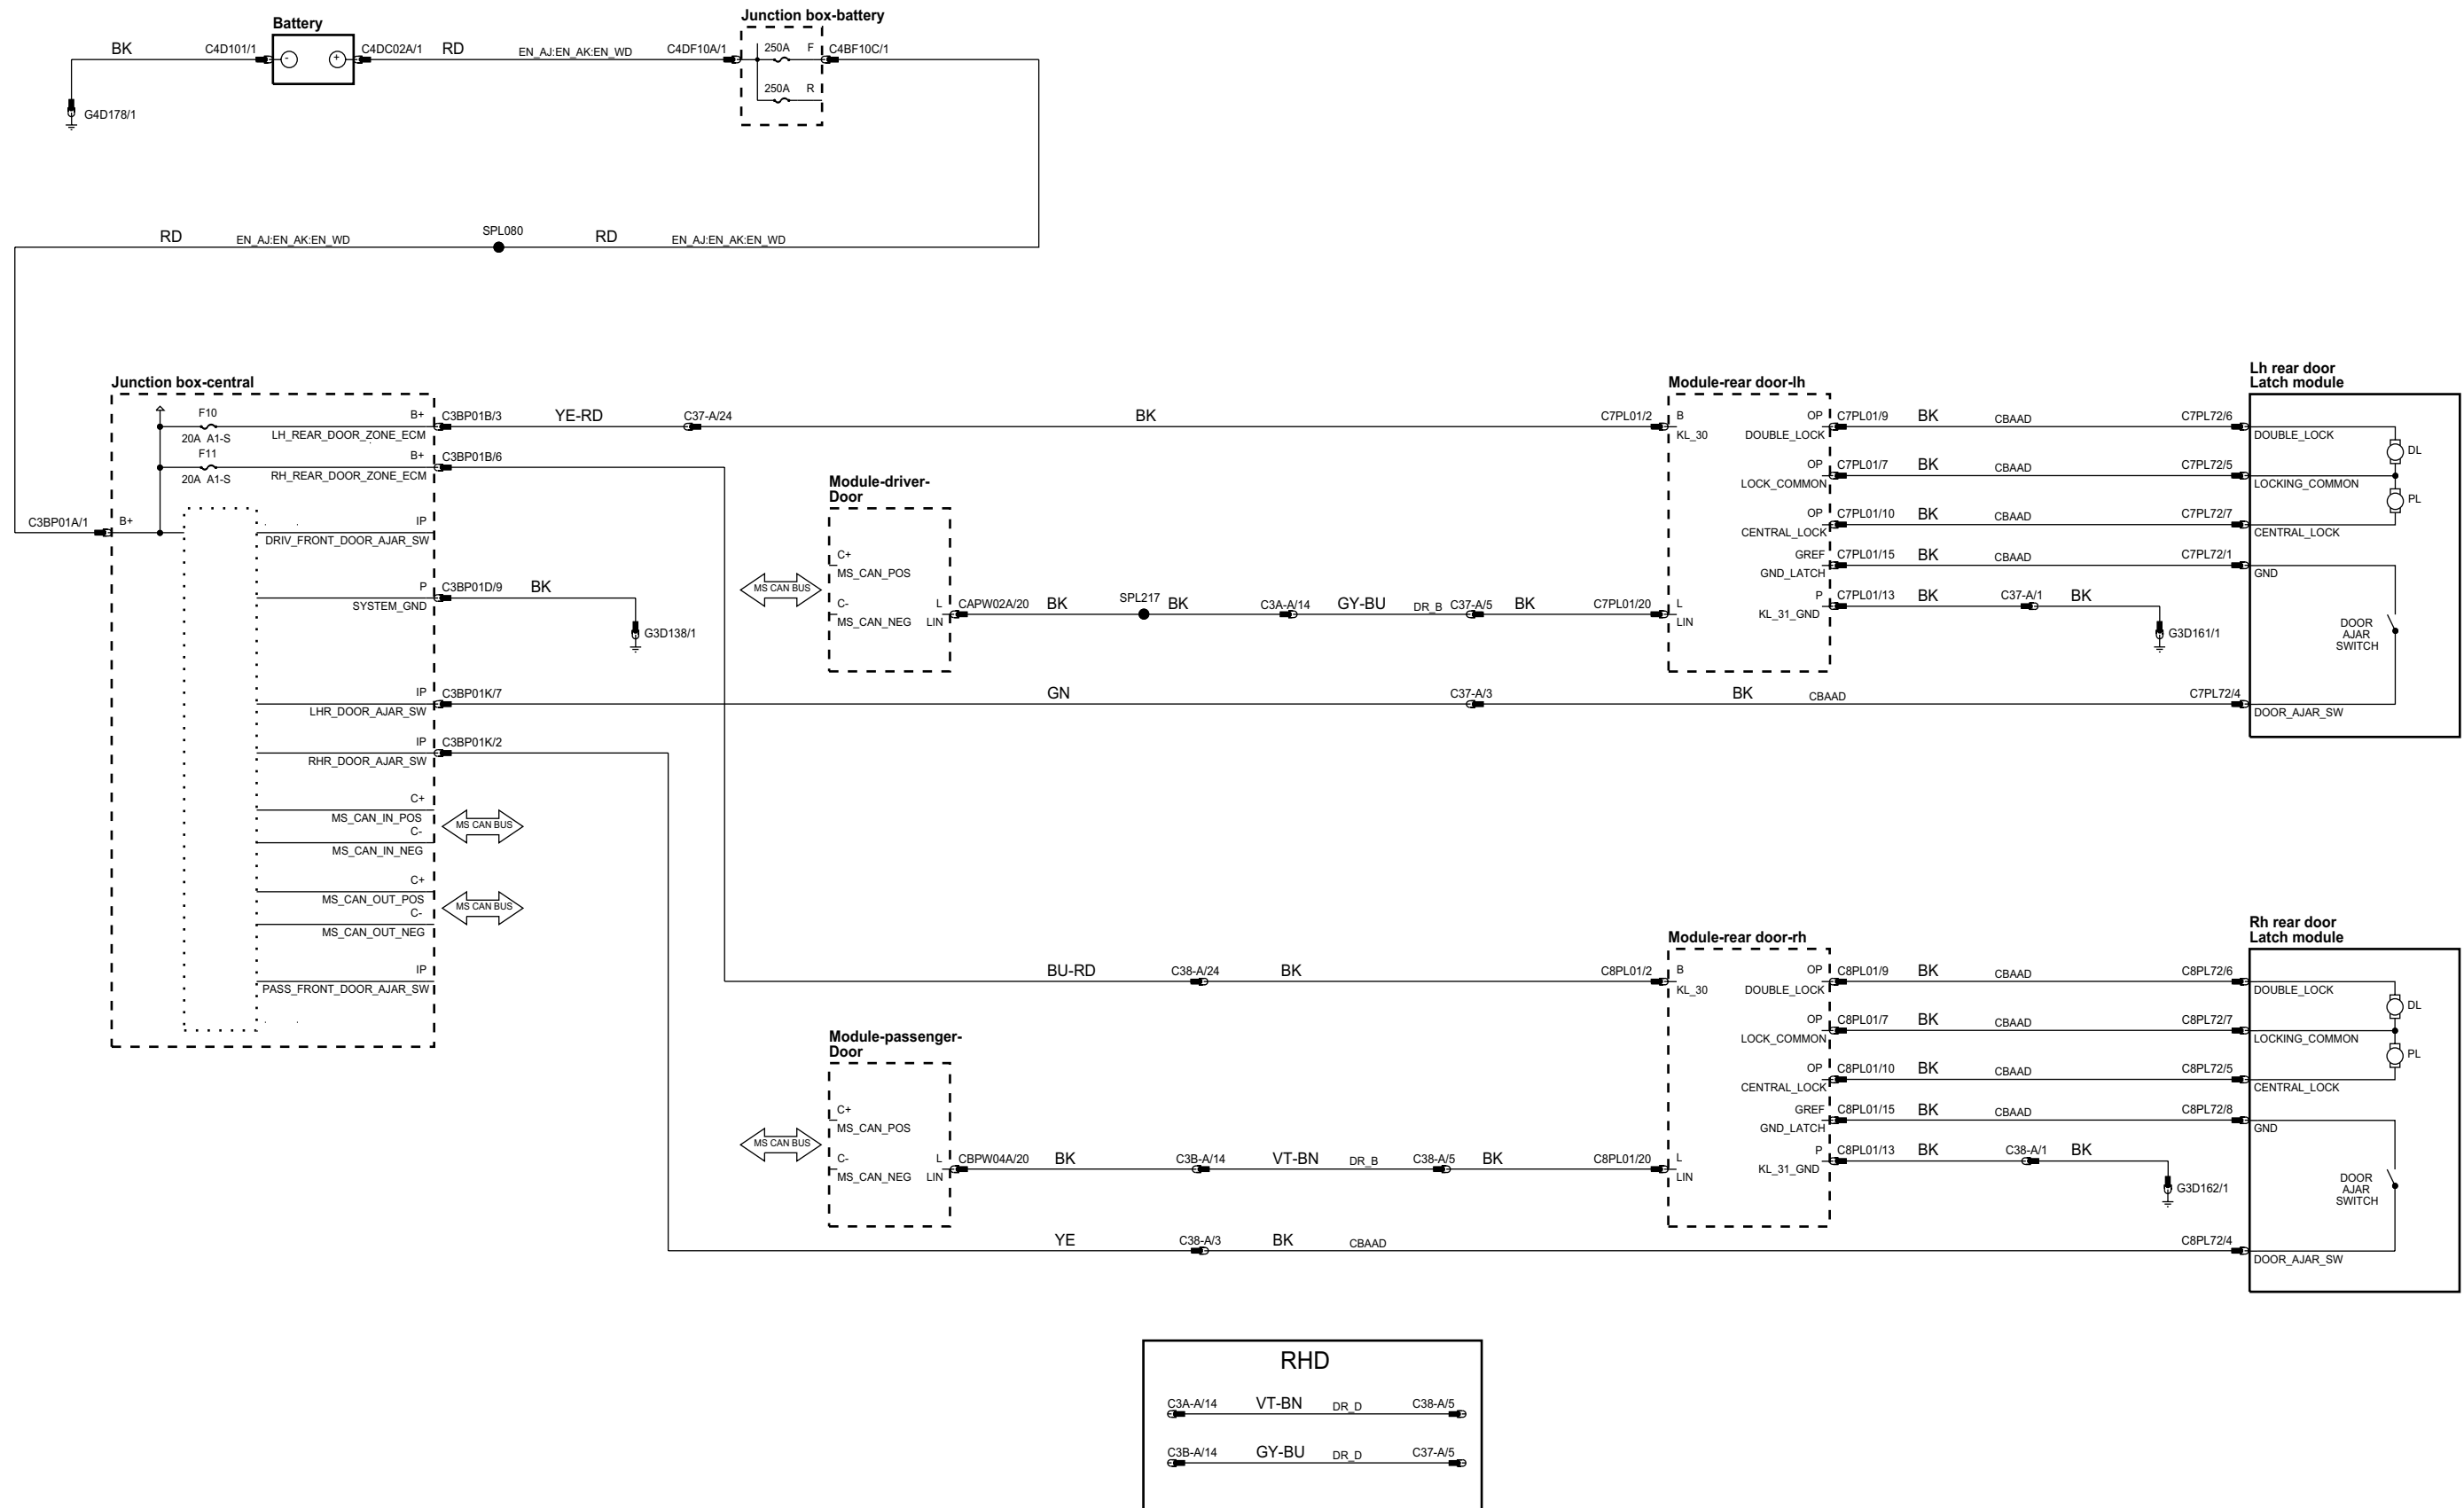 Junction box-battery
Battery
BK
C4D101/1
C4DC02A/1
RD
EN_AJ:EN_AK:EN_WD
C4DF10A/1
250A F
C4BF10C/1
- +
250A R
G4D178/1
SPL080
RD
EN_AJ:EN_AK:EN_WD
RD
EN_AJ:EN_AK:EN_WD
Junction box-central
F10
20A A1-S
B+
LH_REAR_DOOR_ZONE_ECM
C3BP01B/3
YE-RD
C37-A/24
BK
C7PL01/2
F11
20A A1-S
B+
RH_REAR_DOOR_ZONE_ECM
C3BP01B/6
C3BP01A/1
B+
IP
DRIV_FRONT_DOOR_AJAR_SW
P
SYSTEM_GND
C3BP01D/9
BK
G3D138/1
IP
LHR_DOOR_AJAR_SW
C3BP01K/7
GN
C37-A/3
BK
CBAAD
C7PL72/4
IP
RHR_DOOR_AJAR_SW
C3BP01K/2
C+
MS_CAN_IN_POS
C-
MS_CAN_IN_NEG
MS CAN BUS
C+
MS_CAN_OUT_POS
C-
MS_CAN_OUT_NEG
MS CAN BUS
IP
PASS_FRONT_DOOR_AJAR_SW
Module-driver-
Door
MS CAN BUS
C+
MS_CAN_POS
C-
MS_CAN_NEG
L
LIN
CAPW02A/20
BK
SPL217
BK
C3A-A/14
GY-BU
DR_B
C37-A/5
BK
C7PL01/20
Module-rear door-lh
B
KL_30
L
LIN
OP
DOUBLE_LOCK
C7PL01/9
BK
CBAAD
C7PL72/6
OP
LOCK_COMMON
C7PL01/7
BK
CBAAD
C7PL72/5
OP
CENTRAL_LOCK
C7PL01/10
BK
CBAAD
C7PL72/7
GREF
GND_LATCH
C7PL01/15
BK
CBAAD
C7PL72/1
P
KL_31_GND
C7PL01/13
BK
C37-A/1
BK
G3D161/1
Lh rear door
Latch module
DOUBLE_LOCK
DL
LOCKING_COMMON
PL
CENTRAL_LOCK
GND
DOOR
AJAR
SWITCH
DOOR_AJAR_SW
BU-RD
C38-A/24
BK
C8PL01/2
Module-passenger-
Door
MS CAN BUS
C+
MS_CAN_POS
C-
MS_CAN_NEG
L
LIN
CBPW04A/20
BK
C3B-A/14
VT-BN
DR_B
C38-A/5
BK
C8PL01/20
YE
C38-A/3
BK
CBAAD
C8PL72/4
Module-rear door-rh
B
KL_30
L
LIN
OP
DOUBLE_LOCK
C8PL01/9
BK
CBAAD
C8PL72/6
OP
LOCK_COMMON
C8PL01/7
BK
CBAAD
C8PL72/7
OP
CENTRAL_LOCK
C8PL01/10
BK
CBAAD
C8PL72/5
GREF
GND_LATCH
C8PL01/15
BK
CBAAD
C8PL72/8
P
KL_31_GND
C8PL01/13
BK
C38-A/1
BK
G3D162/1
Rh rear door
Latch module
DOUBLE_LOCK
DL
LOCKING_COMMON
PL
CENTRAL_LOCK
GND
DOOR
AJAR
SWITCH
DOOR_AJAR_SW
RHD
C3A-A/14 VT-BN DR_D C38-A/5
C3B-A/14 GY-BU DR_D C37-A/5